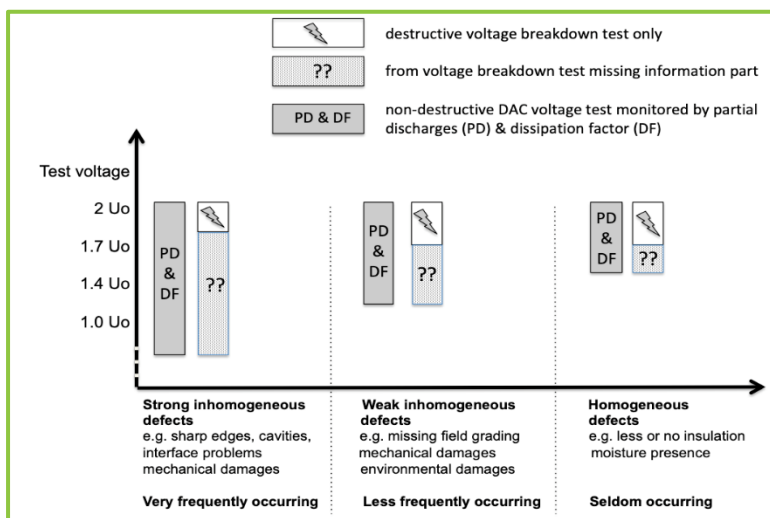 destructive voltage breakdown test only
??
from voltage breakdown test missing information part
PD & DF
non-destructive DAC voltage test monitored by partial
discharges (PD) & dissipation factor (DF)
Test voltage
2 Uo
1.7 Uo
1.4 Uo
1.0 Uo
PD
&
DF
??
PD
&
DF
??
PD
&
DF
??
Strong inhomogeneous
defects
e.g. sharp edges, cavities,
interface problems
mechanical damages
Very frequently occurring
Weak inhomogeneous
defects
e.g. missing field grading
mechanical damages
environmental damages
Less frequently occurring
Homogeneous
defects
e.g. less or no insulation
moisture presence
Seldom occurring